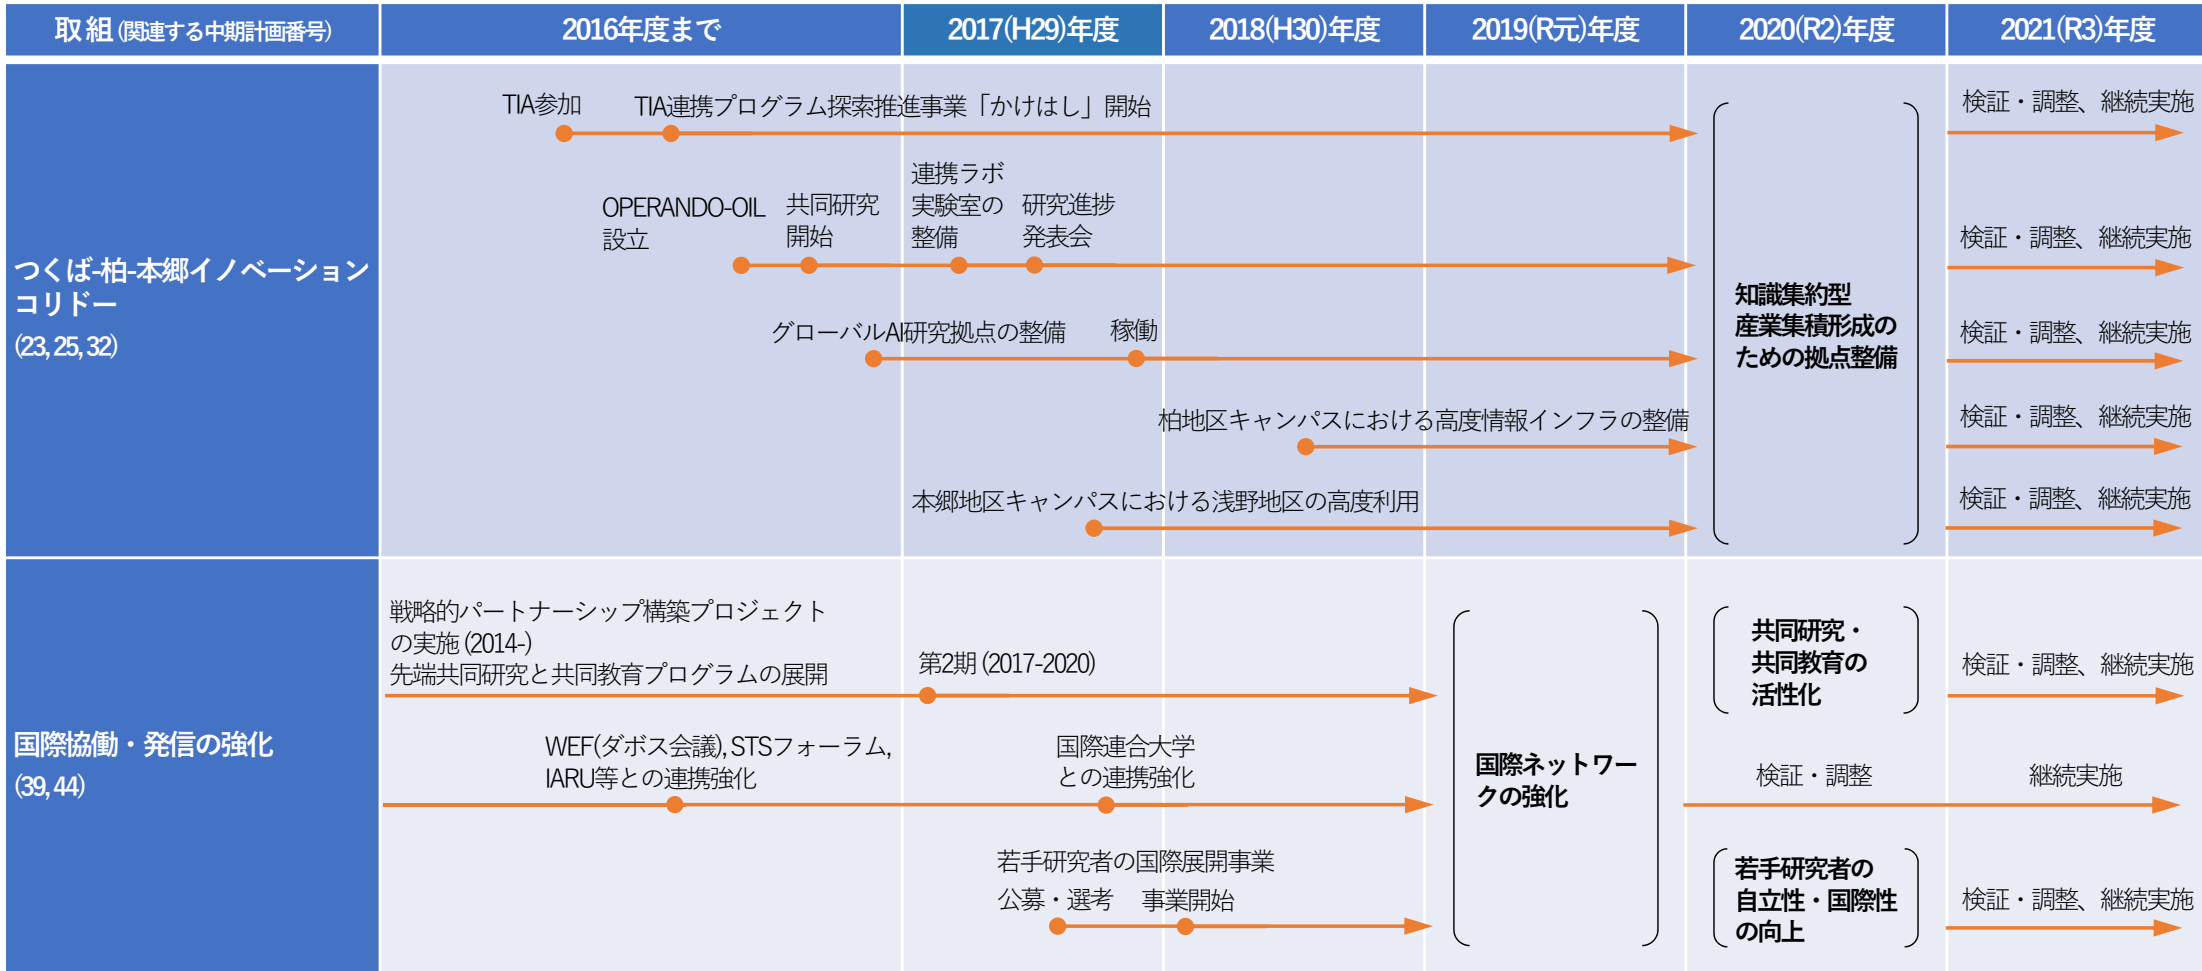 取組(関連する中期計画番号)
2016年度まで
2017(H29)年度
2018(H30)年度
2019(R元)年度
2020(R2)年度
2021(R3)年度
つくば-柏-本郷イノベーション
コリドー
(23, 25, 32)
TIA参加
TIA連携プログラム探索推進事業「かけはし」開始
検証・調整、継続実施
OPERANDO-OIL
設立
共同研究
開始
連携ラボ
実験室の
整備
研究進捗
発表会
検証・調整、継続実施
グローバルAI研究拠点の整備
稼働
検証・調整、継続実施
柏地区キャンパスにおける高度情報インフラの整備
検証・調整、継続実施
本郷地区キャンパスにおける浅野地区の高度利用
検証・調整、継続実施
知識集約型
産業集積形成の
ための拠点整備
国際協働・発信の強化
(39, 44)
戦略的パートナーシップ構築プロジェクト
の実施 (2014-)
先端共同研究と共同教育プログラムの展開
第2期 (2017-2020)
共同研究・
共同教育の
活性化
検証・調整、継続実施
WEF(ダボス会議), STSフォーラム,
IARU等との連携強化
国際連合大学
との連携強化
国際ネットワー
クの強化
検証・調整
継続実施
若手研究者の国際展開事業
公募・選考
事業開始
若手研究者の
自立性・国際性
の向上
検証・調整、継続実施